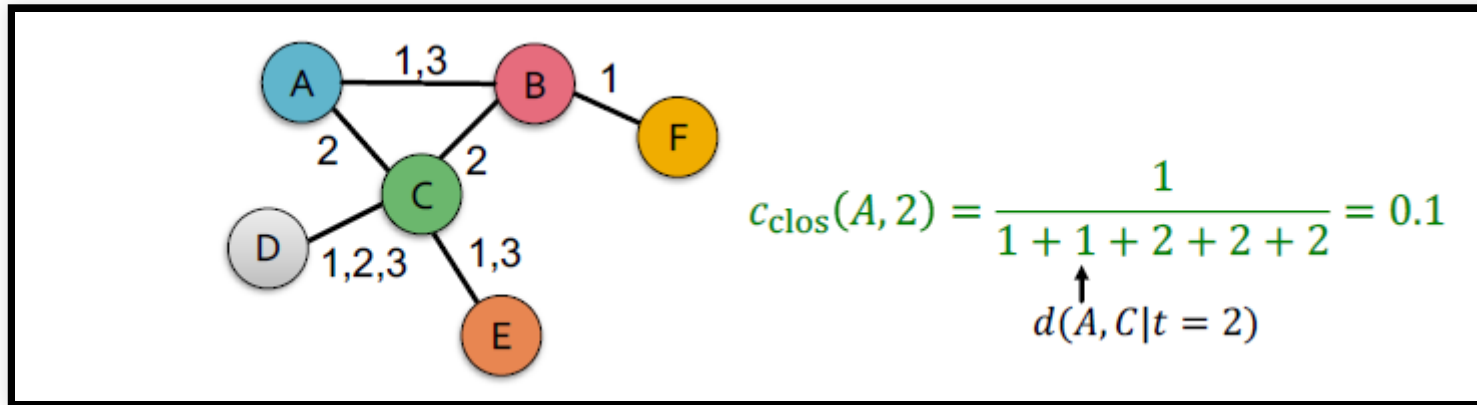 A
1,3
B
1
F
2
2
C
D
1,2,3
1,3
E
c_clos(A, 2) = 1 / (1 + 1 + 2 + 2 + 2) = 0.1
d(A, C|t = 2)